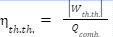 η_th.th. = |W_th.th.| / Q_comb.